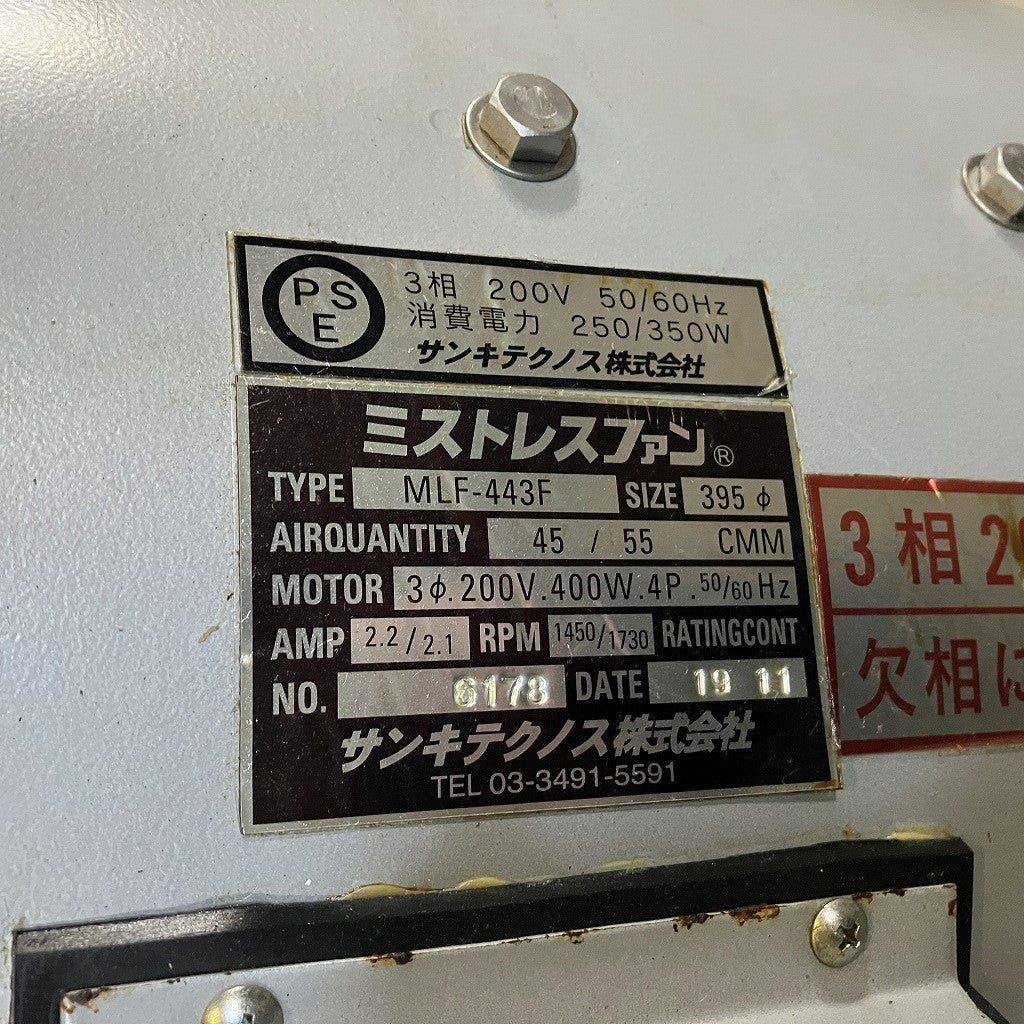 PS
E
3相 200V 50/60Hz
消費電力 250/350W
サンキテクノス株式会社
ミストレスファン®
TYPE MLF-443F SIZE 395φ
AIRQUANTITY 45 / 55 CMM
MOTOR 3φ.200V.400W.4P.50/60Hz
AMP 2.2/2.1 RPM 1450/1730 RATINGCONT
NO. 6178 DATE 19 11
サンキテクノス株式会社
TEL 03-3491-5591
3相 2
欠相に